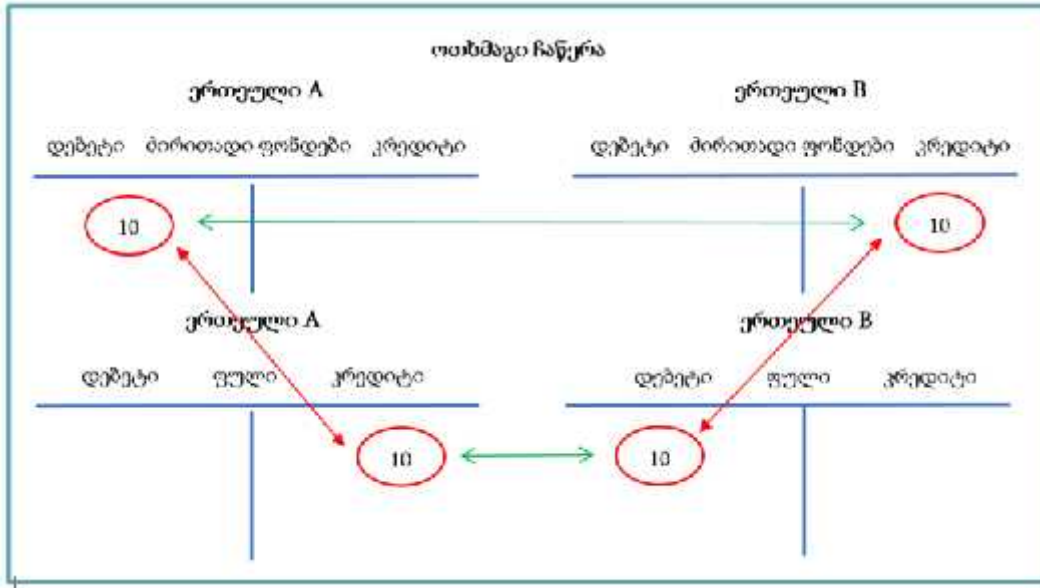 ოთხმაგი ჩაწერა
ერთეული A
ერთეული B
დებეტი ძირითადი ფონდები კრედიტი
დებეტი ძირითადი ფონდები კრედიტი
10
10
ერთეული A
ერთეული B
დებეტი ფული კრედიტი
დებეტი ფული კრედიტი
10
10